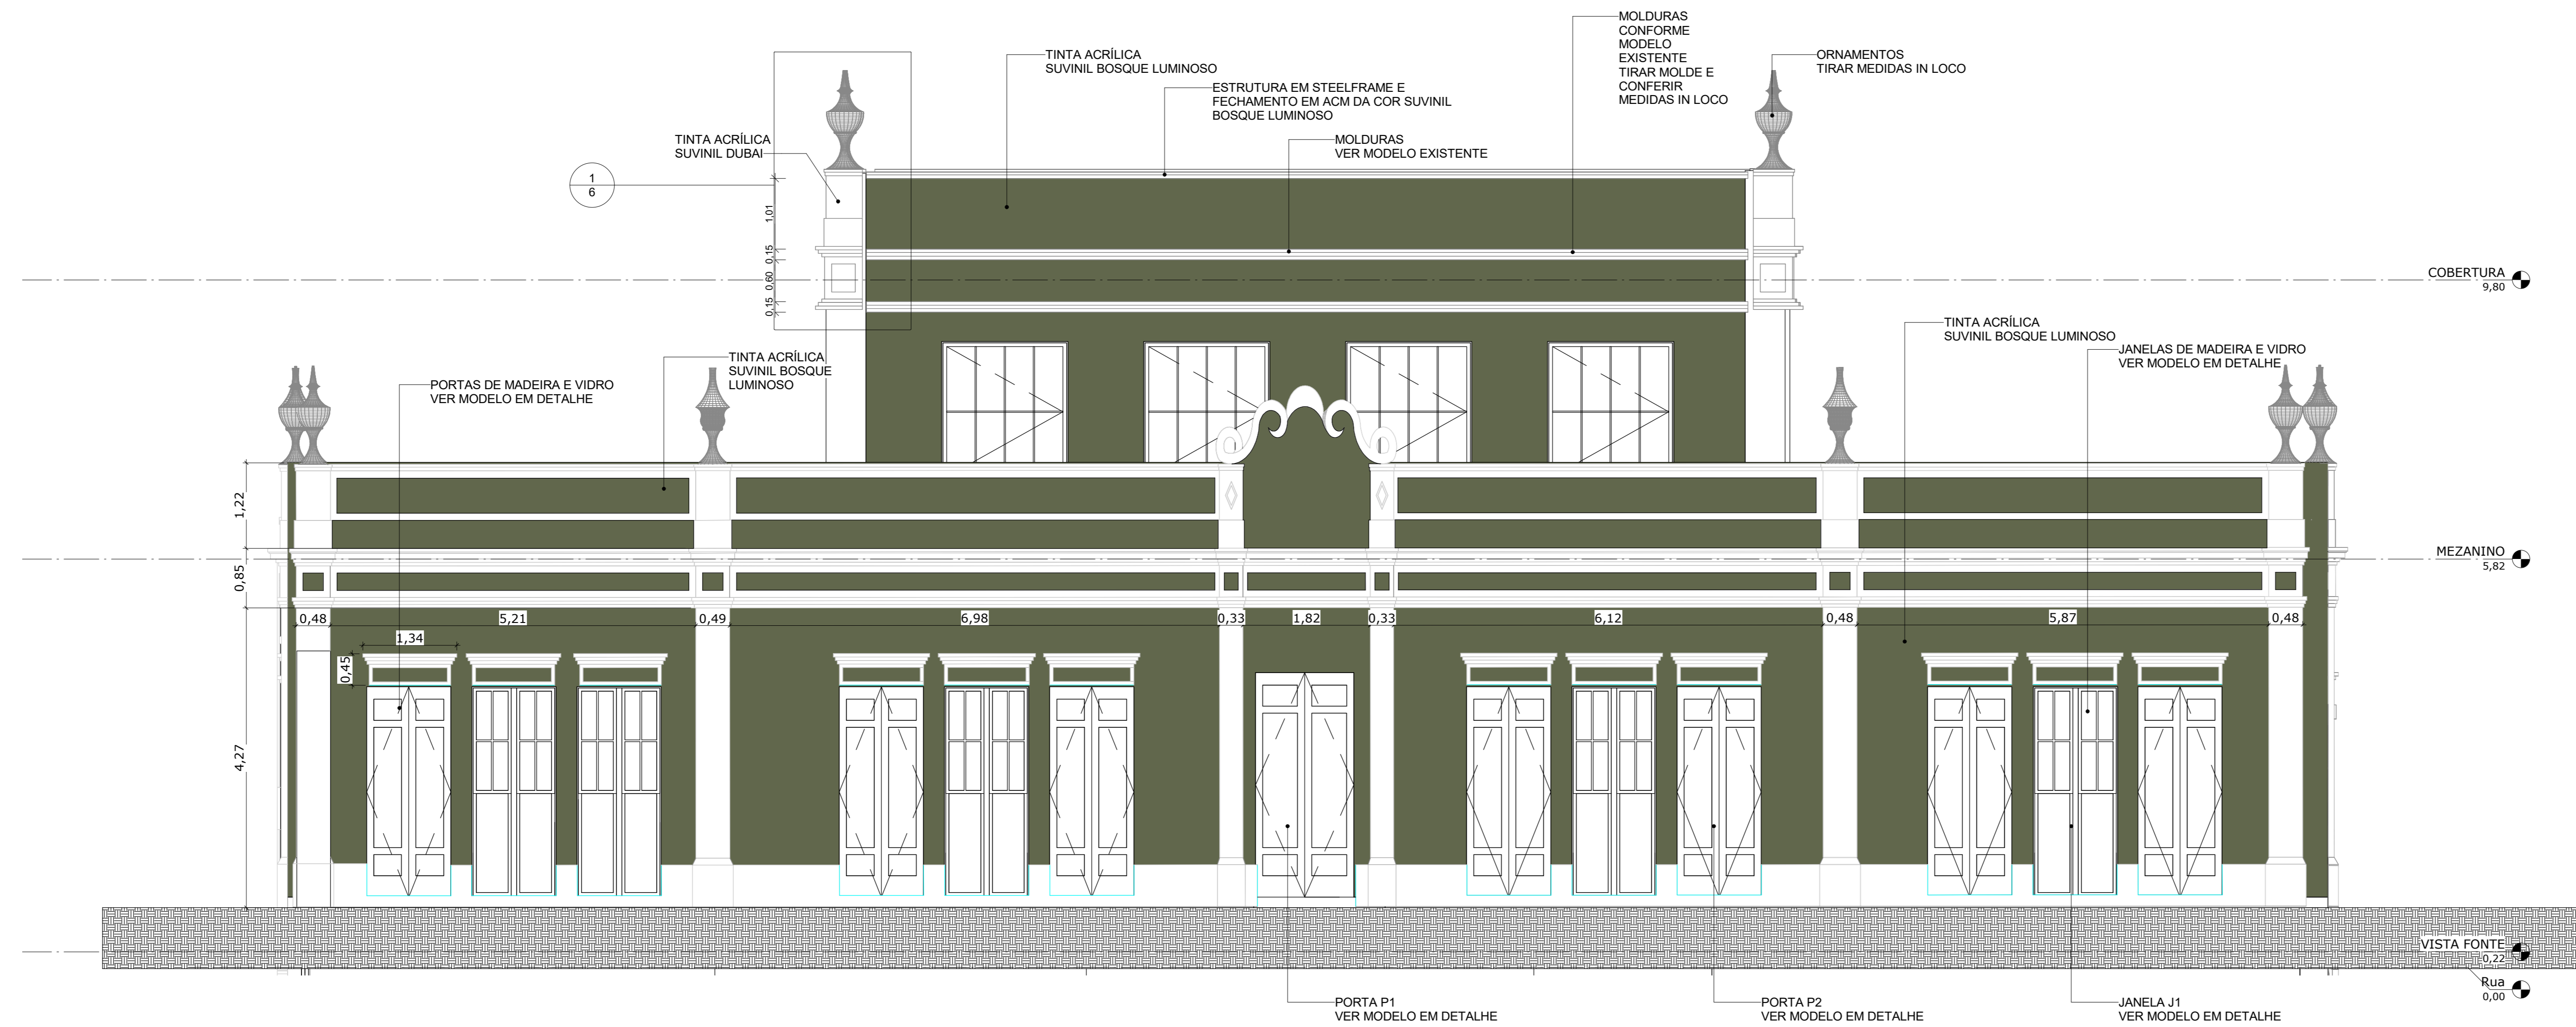 MOLDURAS
CONFORME
MODELO
EXISTENTE
TIRAR MOLDE E
CONFERIR
MEDIDAS IN LOCO
TINTA ACRÍLICA
SUVINIL BOSQUE LUMINOSO
ORNAMENTOS
TIRAR MEDIDAS IN LOCO
ESTRUTURA EM STEELFRAME E
FECHAMENTO EM ACM DA COR SUVINIL
BOSQUE LUMINOSO
TINTA ACRÍLICA
SUVINIL DUBAI
MOLDURAS
VER MODELO EXISTENTE
1
6
1,01
0,15
0,60
0,15
COBERTURA
9,80
TINTA ACRÍLICA
SUVINIL BOSQUE LUMINOSO
JANELAS DE MADEIRA E VIDRO
VER MODELO EM DETALHE
TINTA ACRÍLICA
SUVINIL BOSQUE
LUMINOSO
PORTAS DE MADEIRA E VIDRO
VER MODELO EM DETALHE
1,22
MEZANINO
5,82
0,85
0,48
5,21
0,49
6,98
0,33
1,82
0,33
6,12
0,48
5,87
0,48
1,34
0,45
4,27
VISTA FONTE
0,22
Rua
0,00
PORTA P1
VER MODELO EM DETALHE
PORTA P2
VER MODELO EM DETALHE
JANELA J1
VER MODELO EM DETALHE